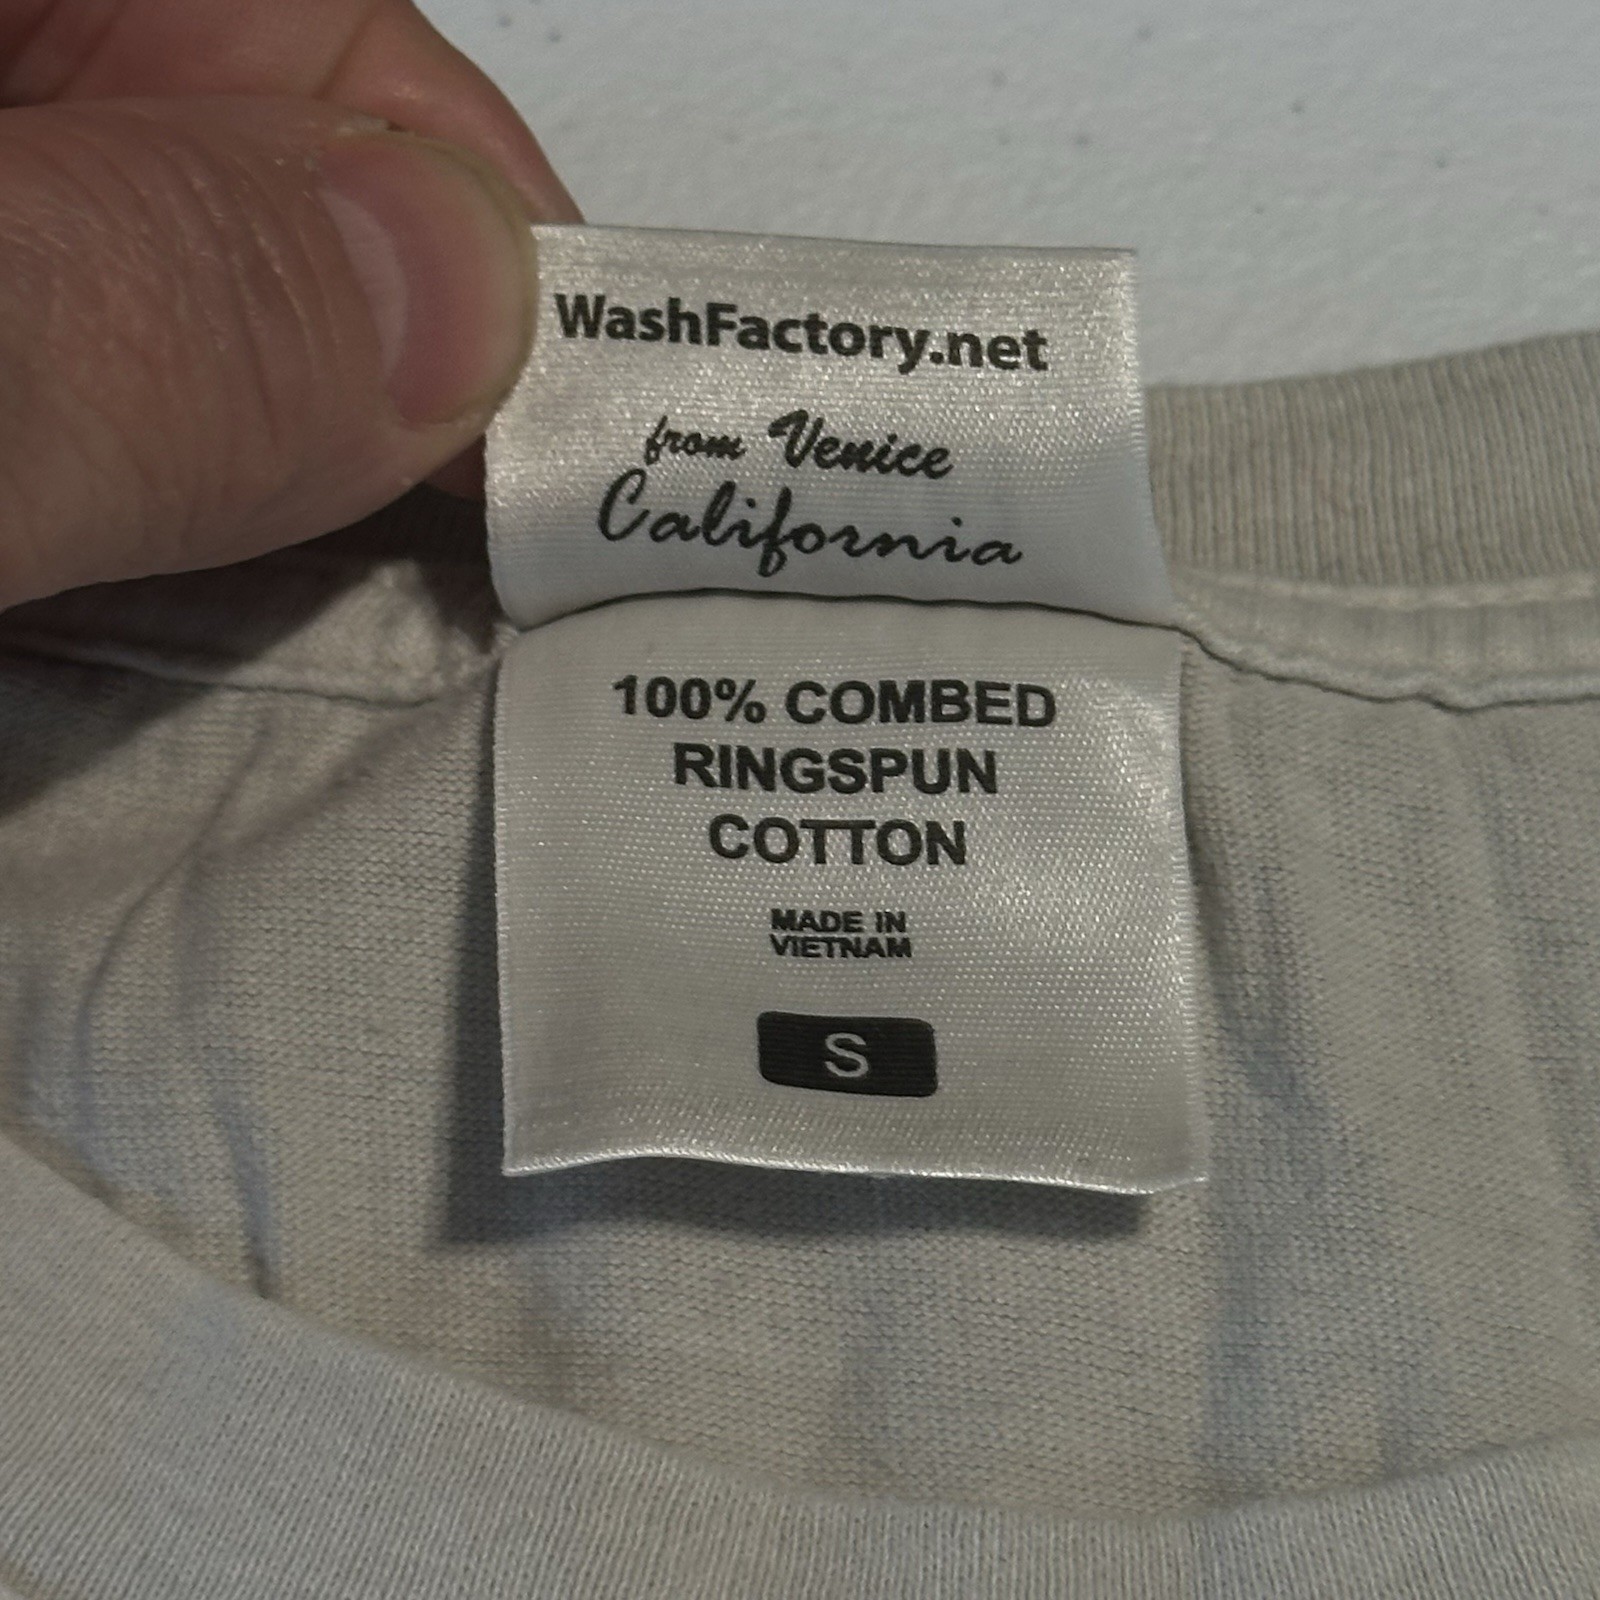 WashFactory.net
from Venice
California
100% COMBED
RINGSPUN
COTTON
MADE IN
VIETNAM
S